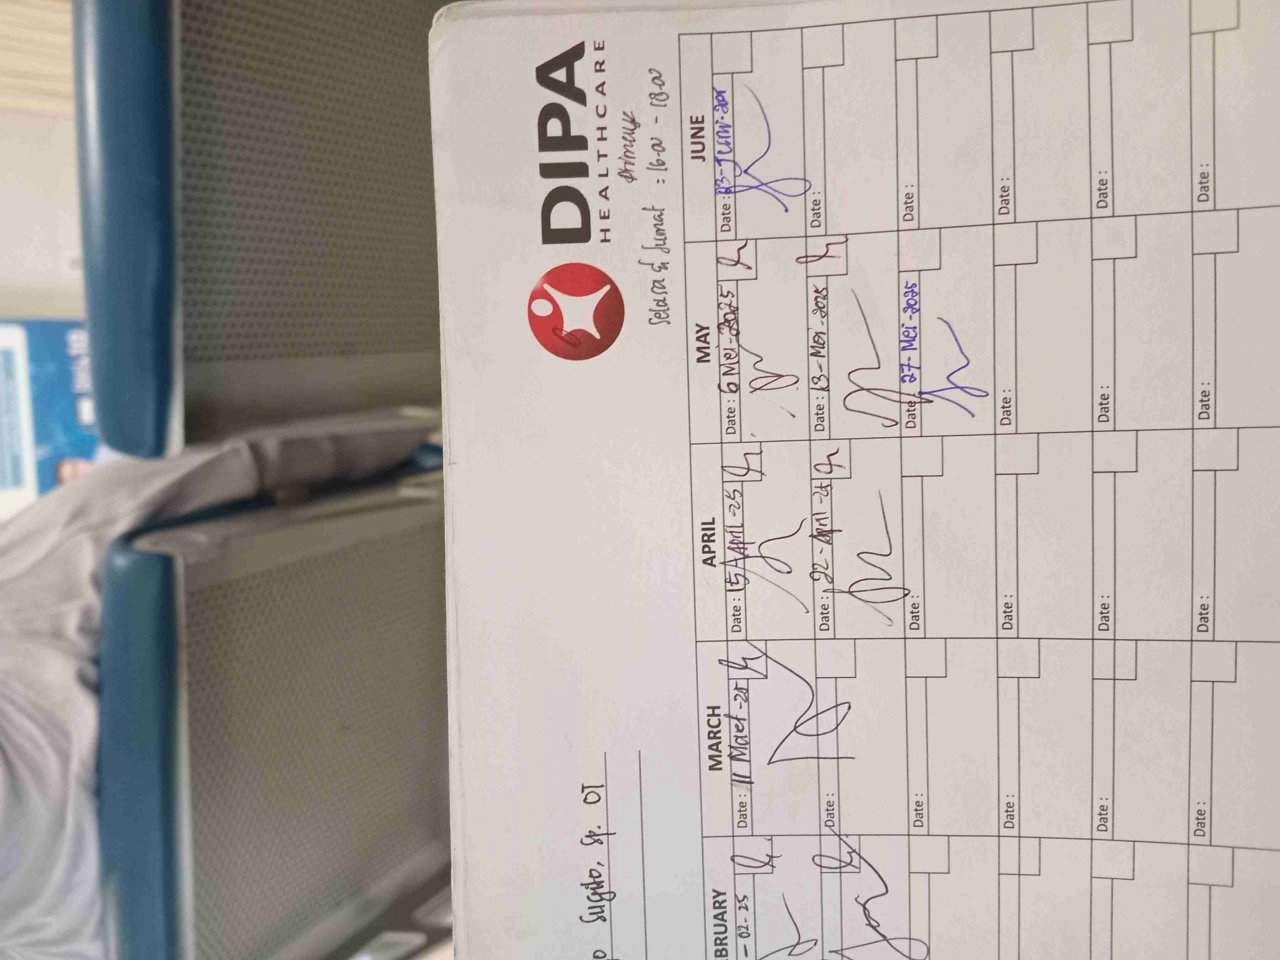 DIPA
HEALTHCARE
Selasa & Jumat : 16.00 - 18.00
Sugito, Sp. OT
BRUARY MARCH APRIL MAY JUNE
- 02-25 Date : 11 Maret-25 Date : 15 April -25 Date : 6 Mei-2025 Date : 03-Juni-
Date : Date : 22-April-25 Date : 13-Mei-2025 Date :
Date : Date : Date : 27-Mei-2025 Date :
Date : Date : Date : Date :
Date : Date : Date : Date :
Date : Date : Date : Date :